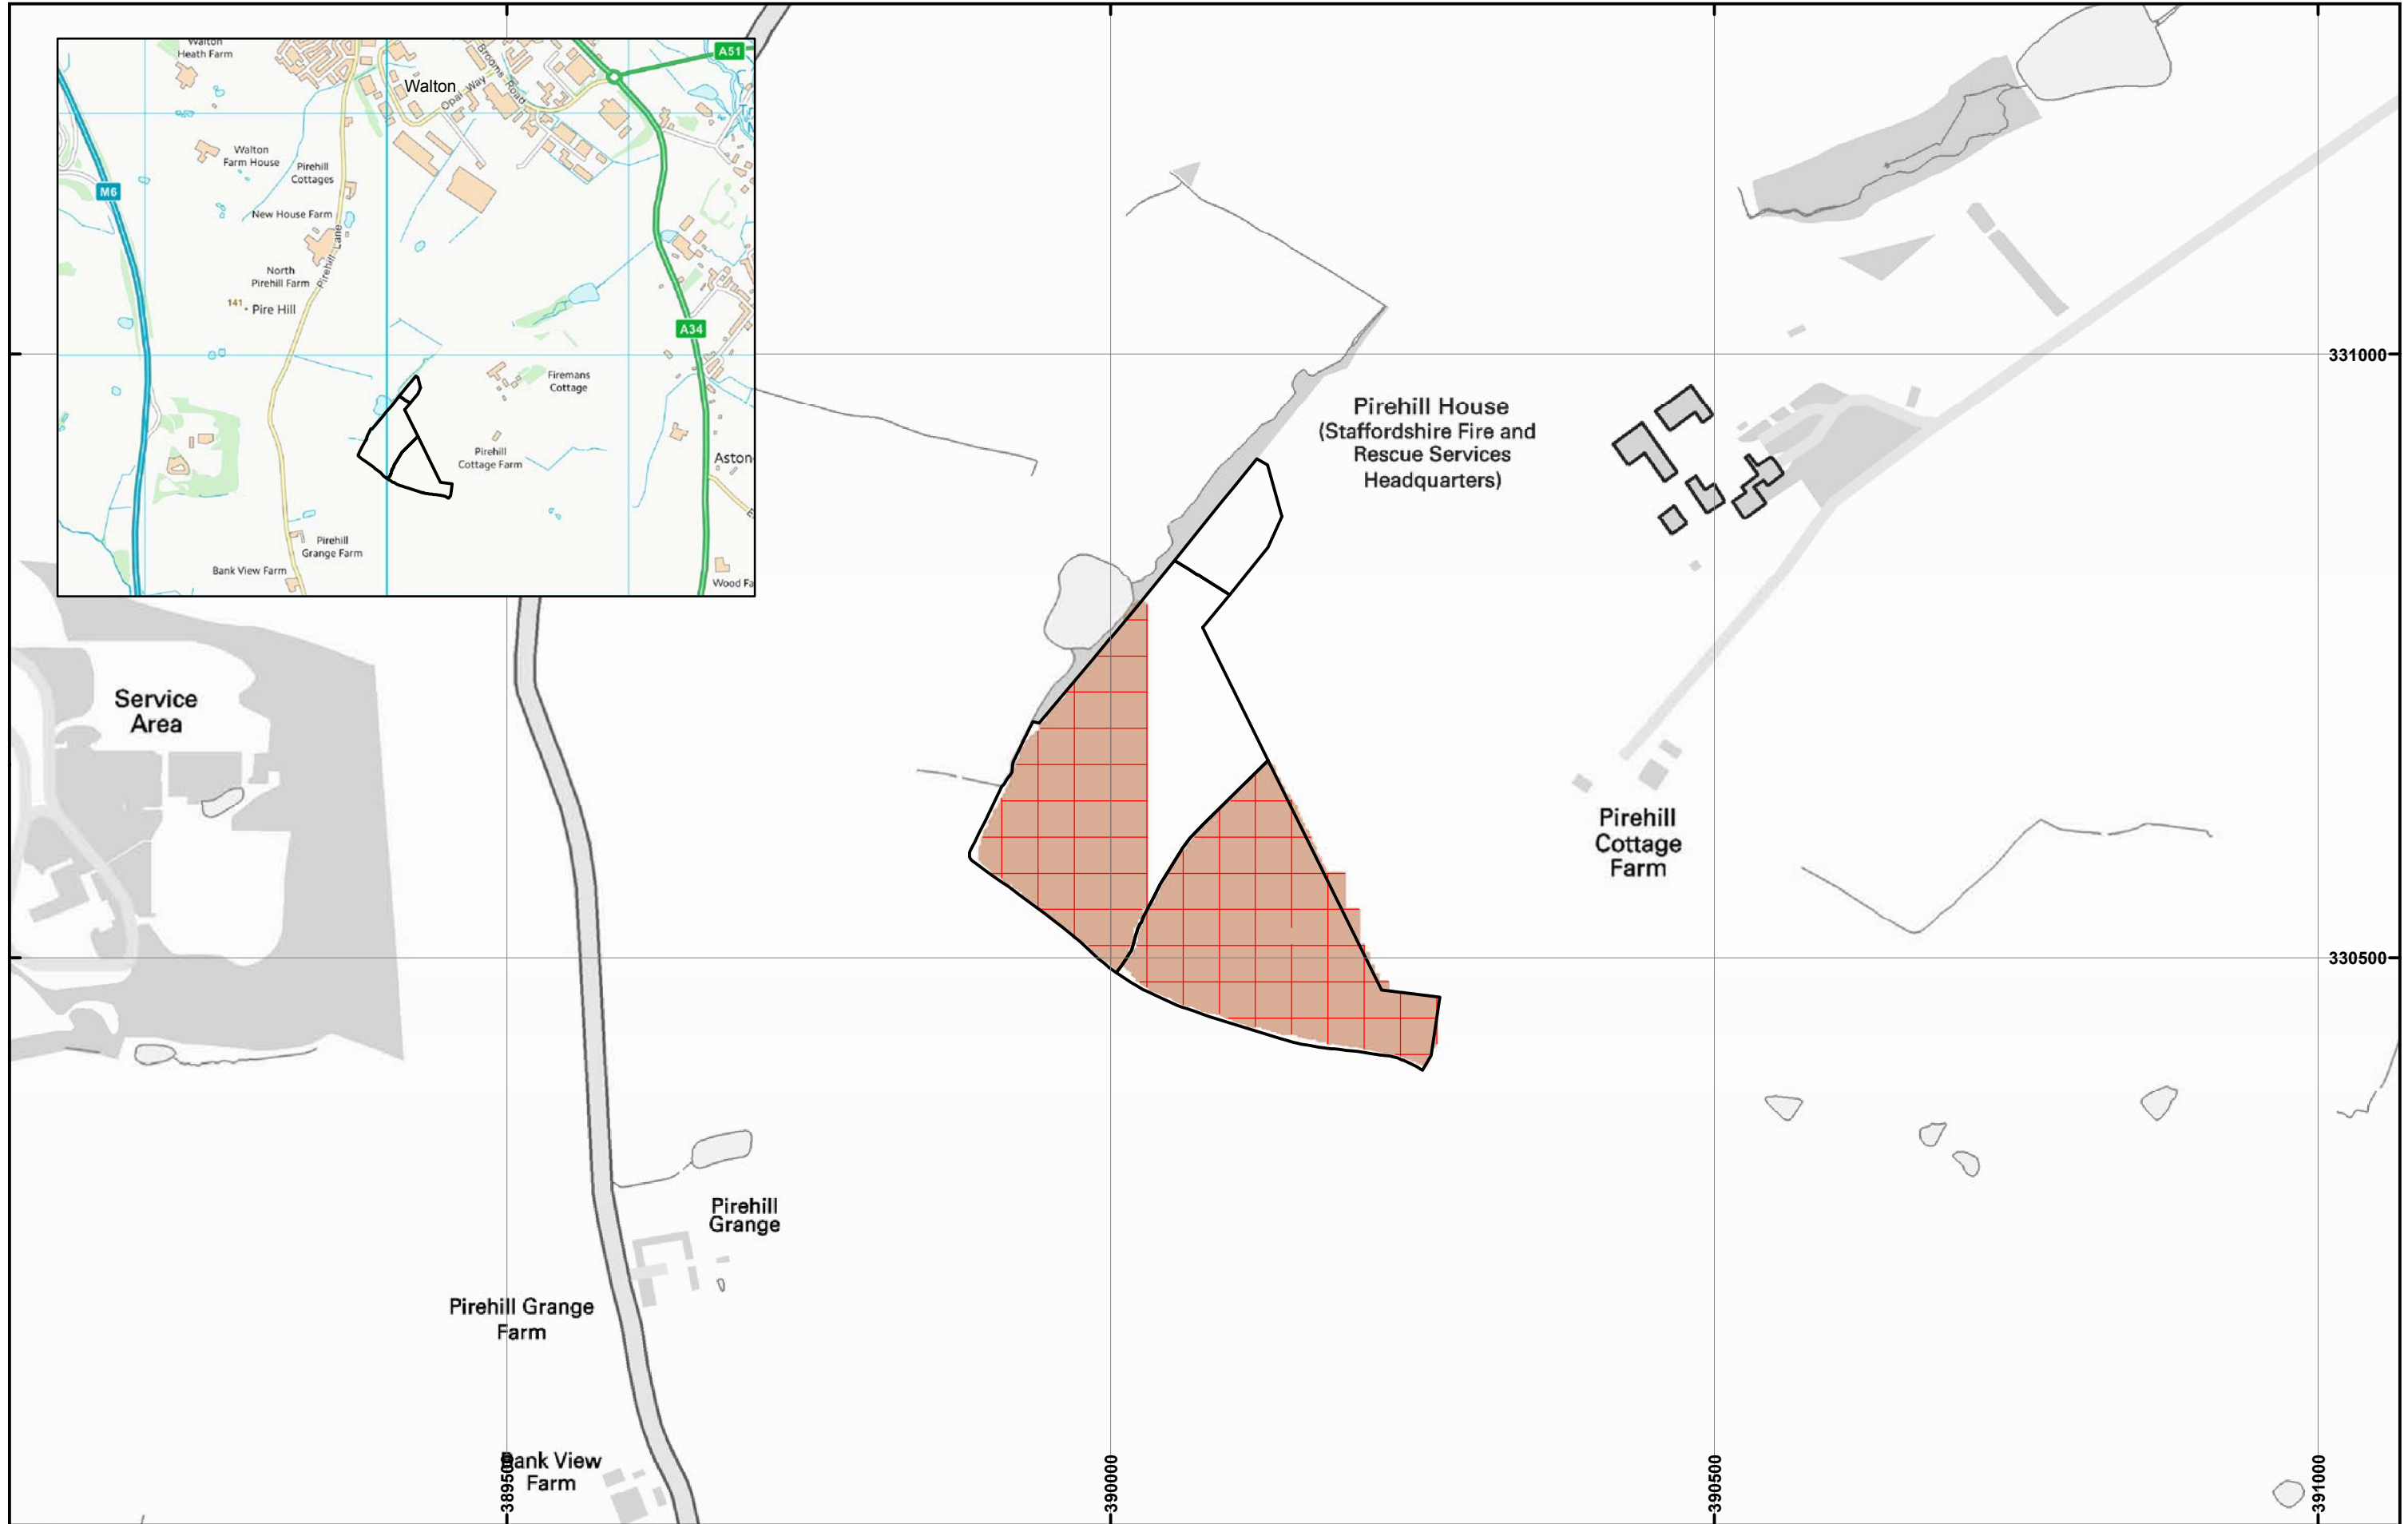 Walton
Heath Farm
A51
Walton
Brooms
Road
Opal Way
Walton
Farm House
Pirehill
Cottages
M6
New House Farm
Pirehill Lane
North
Pirehill Farm
141
Pire Hill
A34
Firemans
Cottage
Pirehill
Cottage Farm
Aston
Pirehill
Grange Farm
Bank View Farm
Wood Fa
331000
Pirehill House
(Staffordshire Fire and
Rescue Services
Headquarters)
Service
Area
Pirehill
Cottage
Farm
330500
Pirehill
Grange
Pirehill Grange
Farm
Bank View
Farm
389500
390000
390500
391000